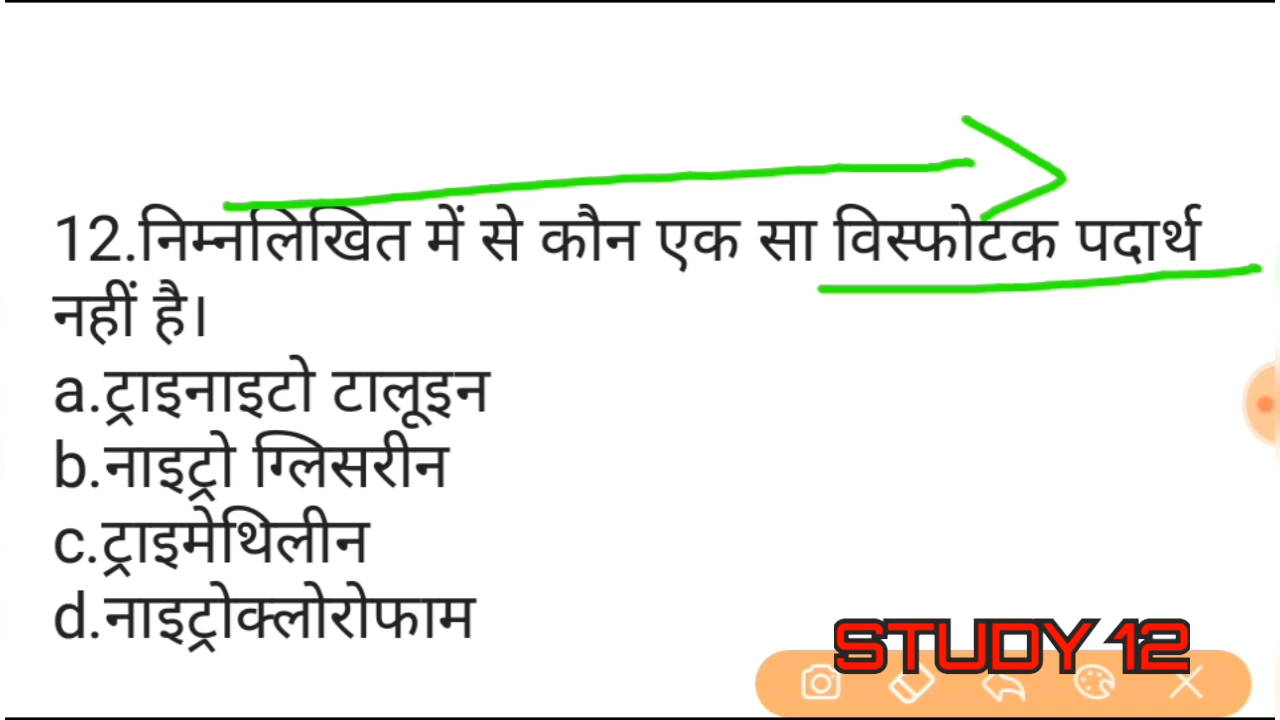 12.निम्नलिखित में से कौन एक सा विस्फोटक पदार्थ
नहीं है।
a.ट्राइनाइटो टालूइन
b.नाइट्रो ग्लिसरीन
c.ट्राइमेथिलीन
d.नाइट्रोक्लोरोफाम
STUDY 12